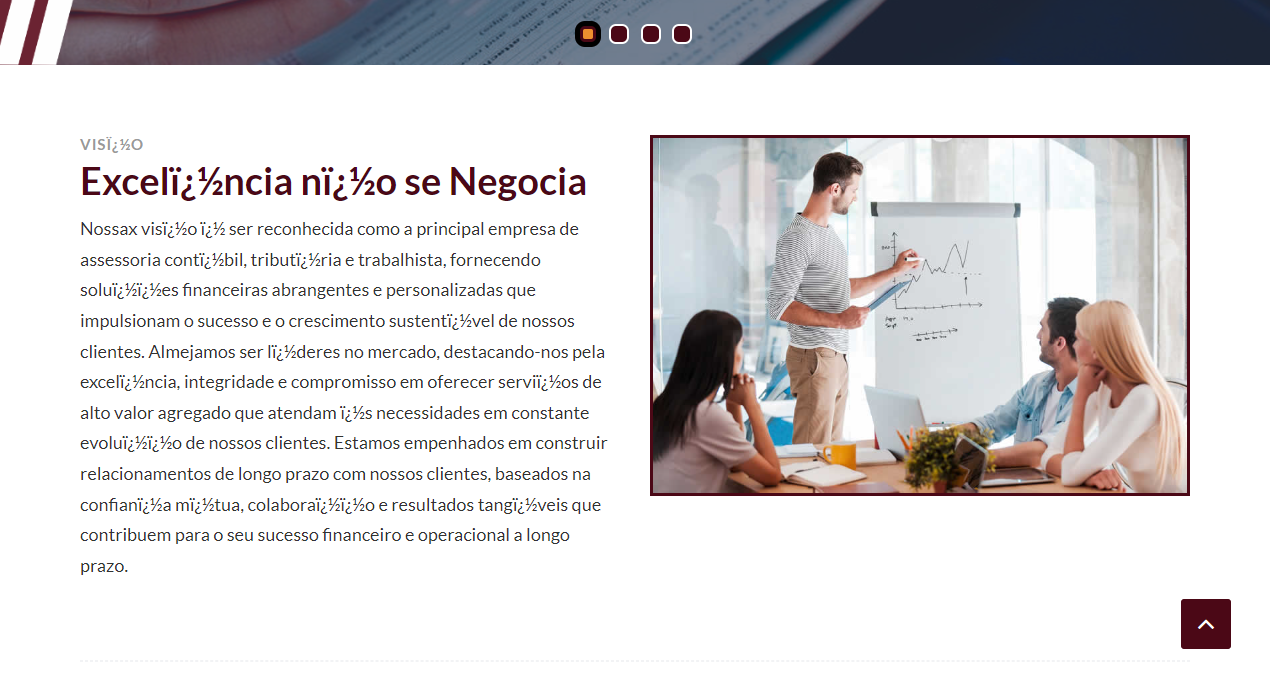 VISï¿½O
Excelï¿½ncia nï¿½o se Negocia
Nossax visï¿½o ï¿½ ser reconhecida como a principal empresa de
assessoria contï¿½bil, tributï¿½ria e trabalhista, fornecendo
soluï¿½ï¿½es financeiras abrangentes e personalizadas que
impulsionam o sucesso e o crescimento sustentï¿½vel de nossos
clientes. Almejamos ser lï¿½deres no mercado, destacando-nos pela
excelï¿½ncia, integridade e compromisso em oferecer serviï¿½os de
alto valor agregado que atendam ï¿½s necessidades em constante
evoluï¿½ï¿½o de nossos clientes. Estamos empenhados em construir
relacionamentos de longo prazo com nossos clientes, baseados na
confianï¿½a mï¿½tua, colaboraï¿½ï¿½o e resultados tangï¿½veis que
contribuem para o seu sucesso financeiro e operacional a longo
prazo.